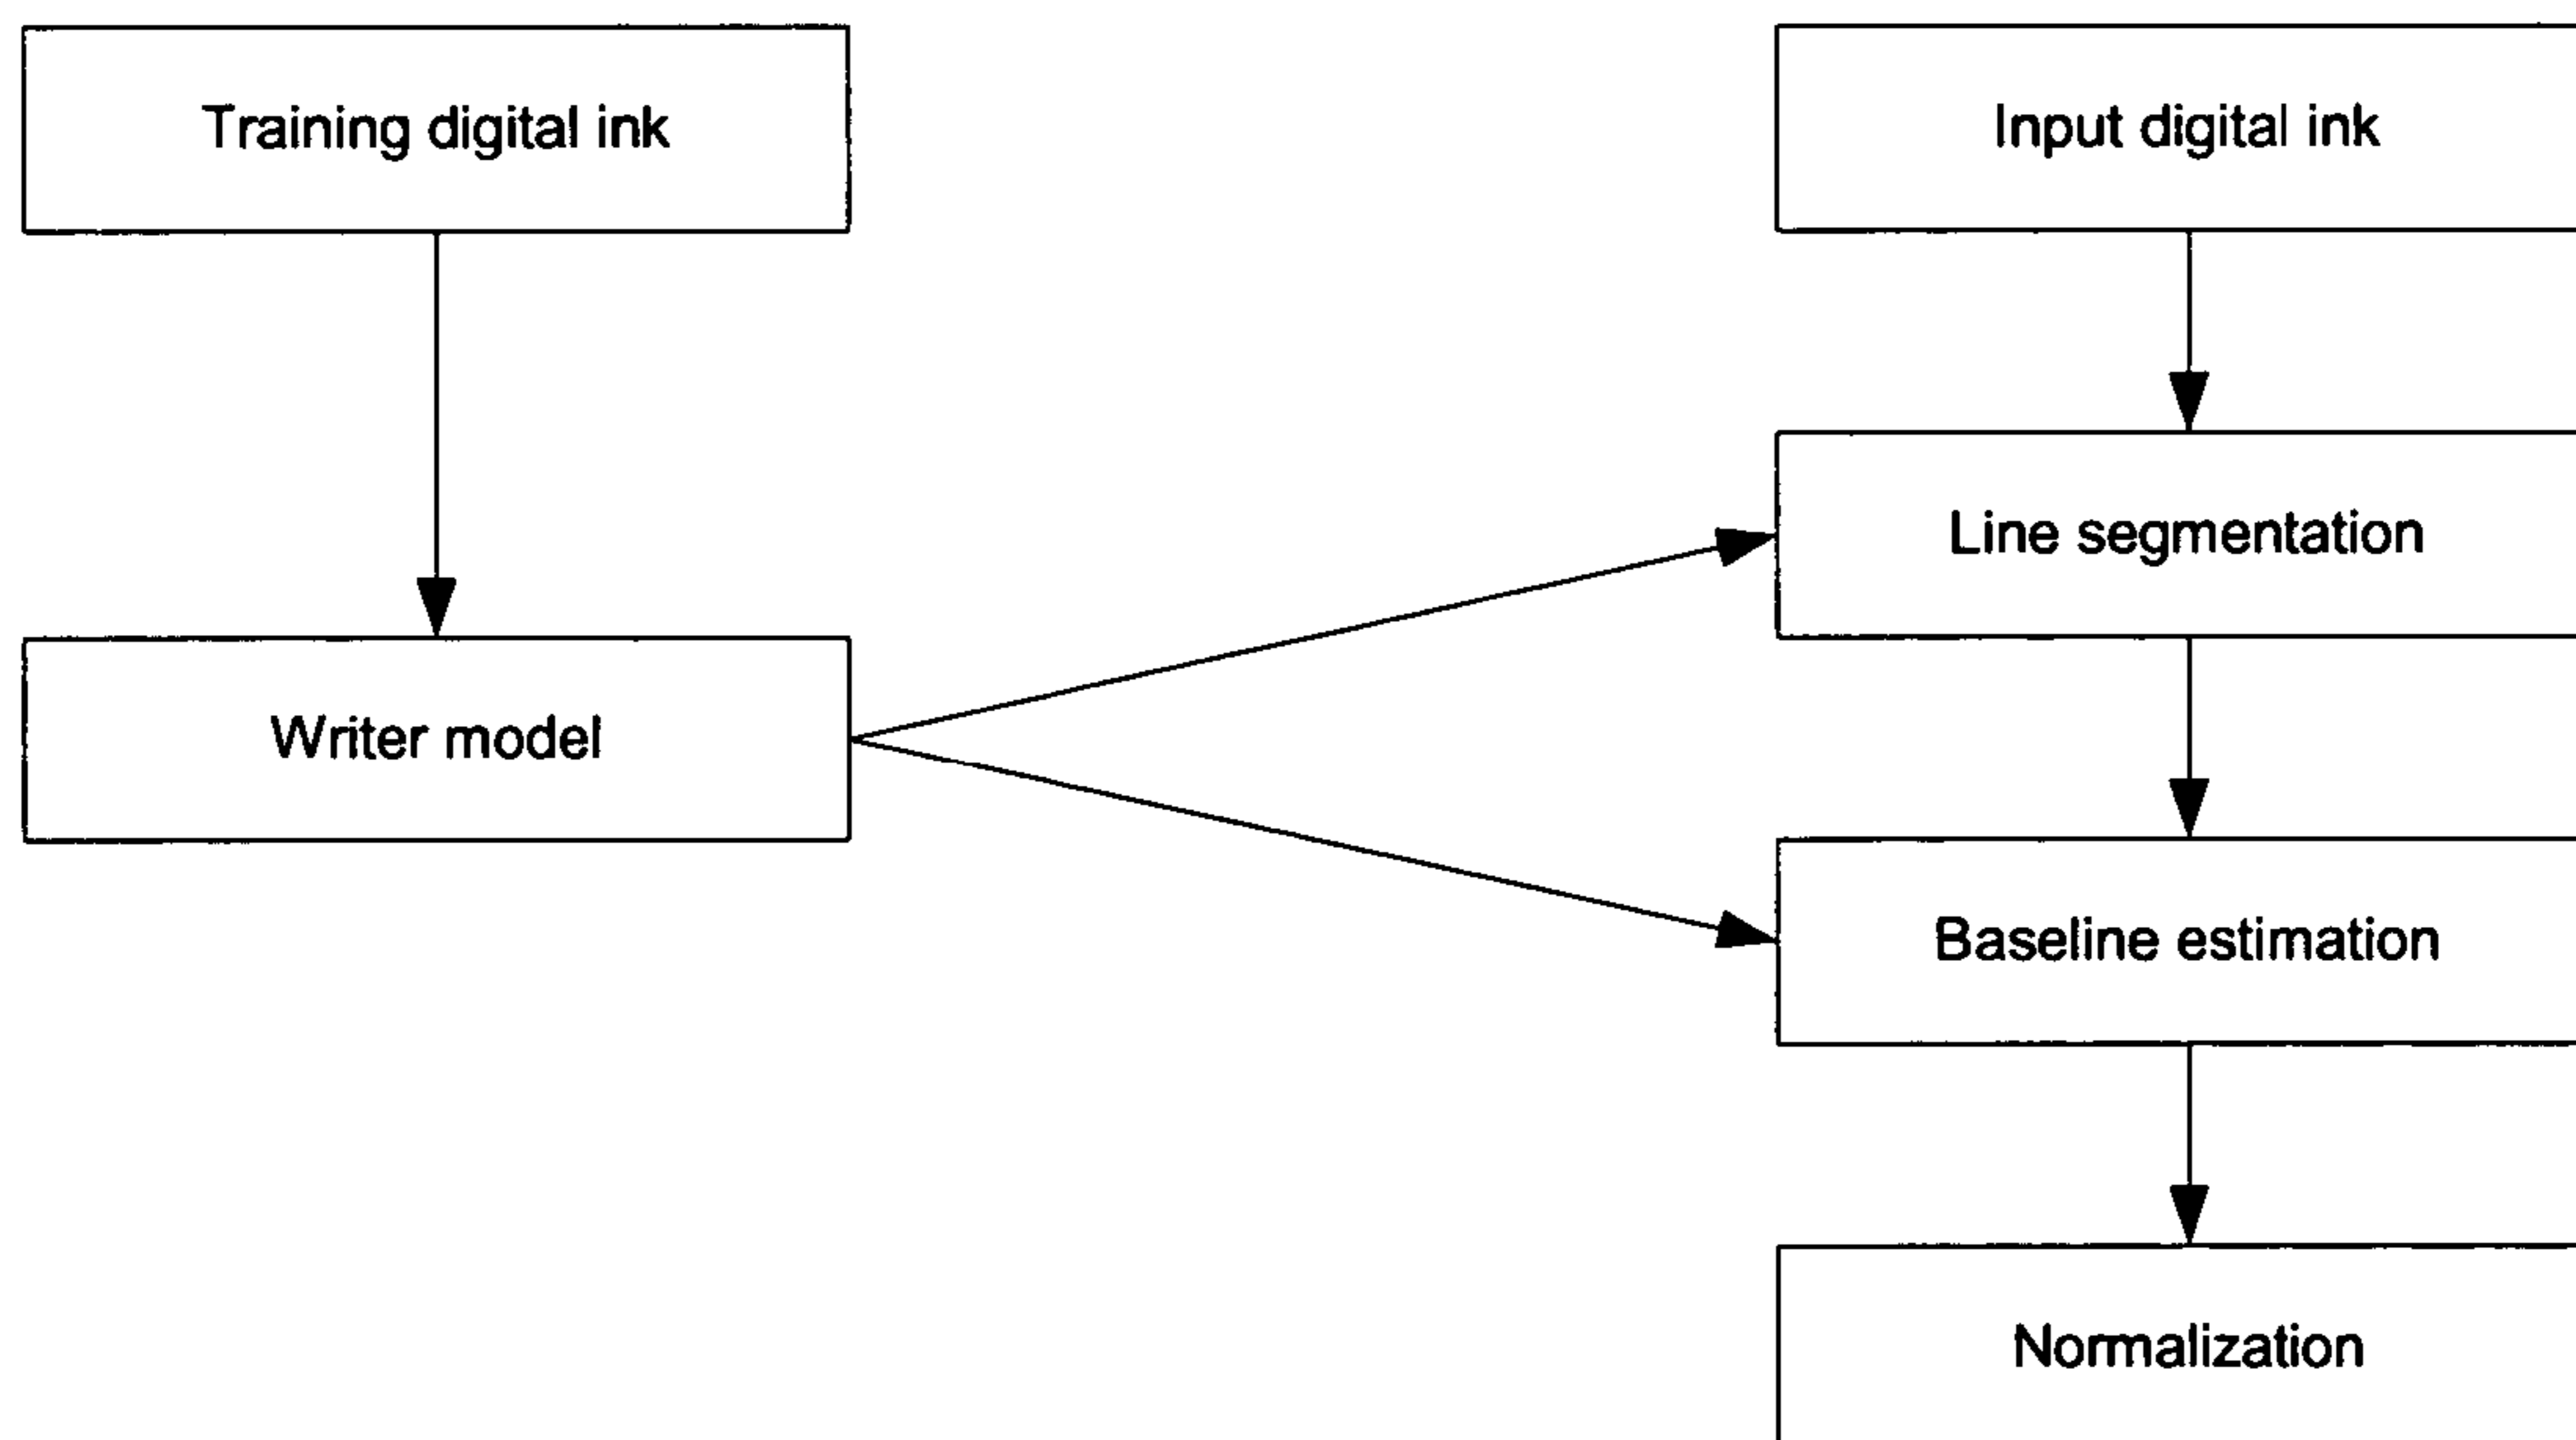 Training digital ink
Input digital ink
Line segmentation
Writer model
Baseline estimation
Normalization